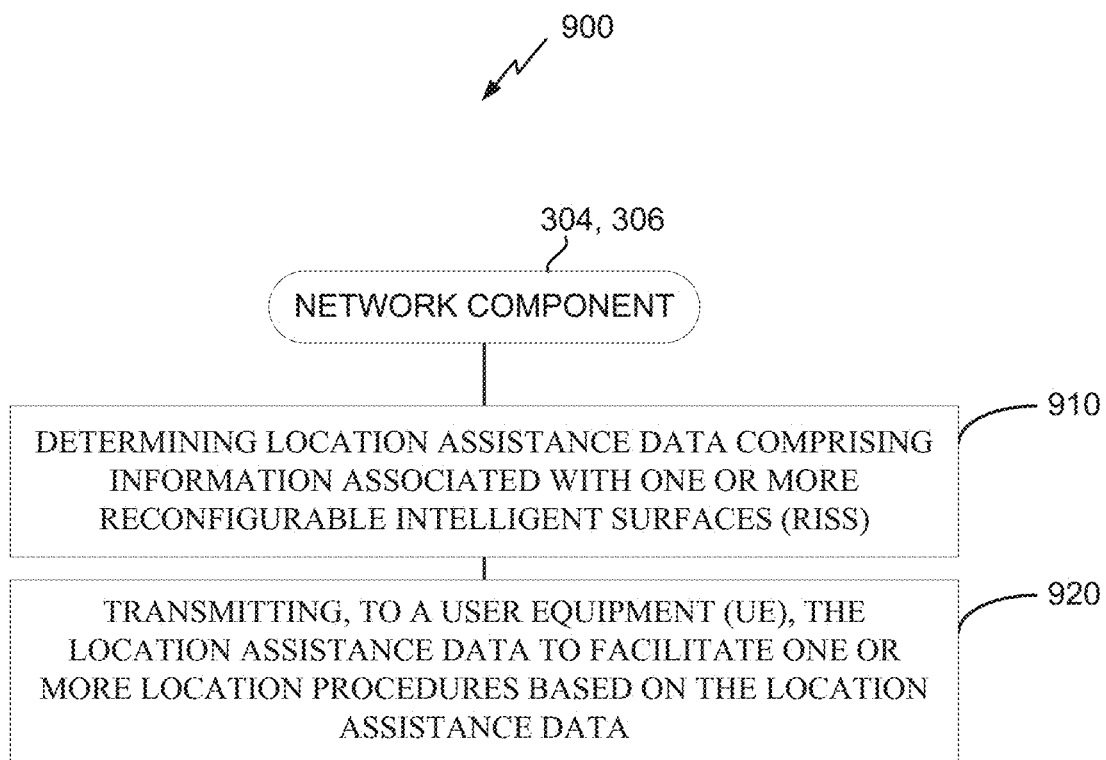 900
304, 306
NETWORK COMPONENT
910
DETERMINING LOCATION ASSISTANCE DATA COMPRISING
INFORMATION ASSOCIATED WITH ONE OR MORE
RECONFIGURABLE INTELLIGENT SURFACES (RISS)
920
TRANSMITTING, TO A USER EQUIPMENT (UE), THE
LOCATION ASSISTANCE DATA TO FACILITATE ONE OR
MORE LOCATION PROCEDURES BASED ON THE LOCATION
ASSISTANCE DATA